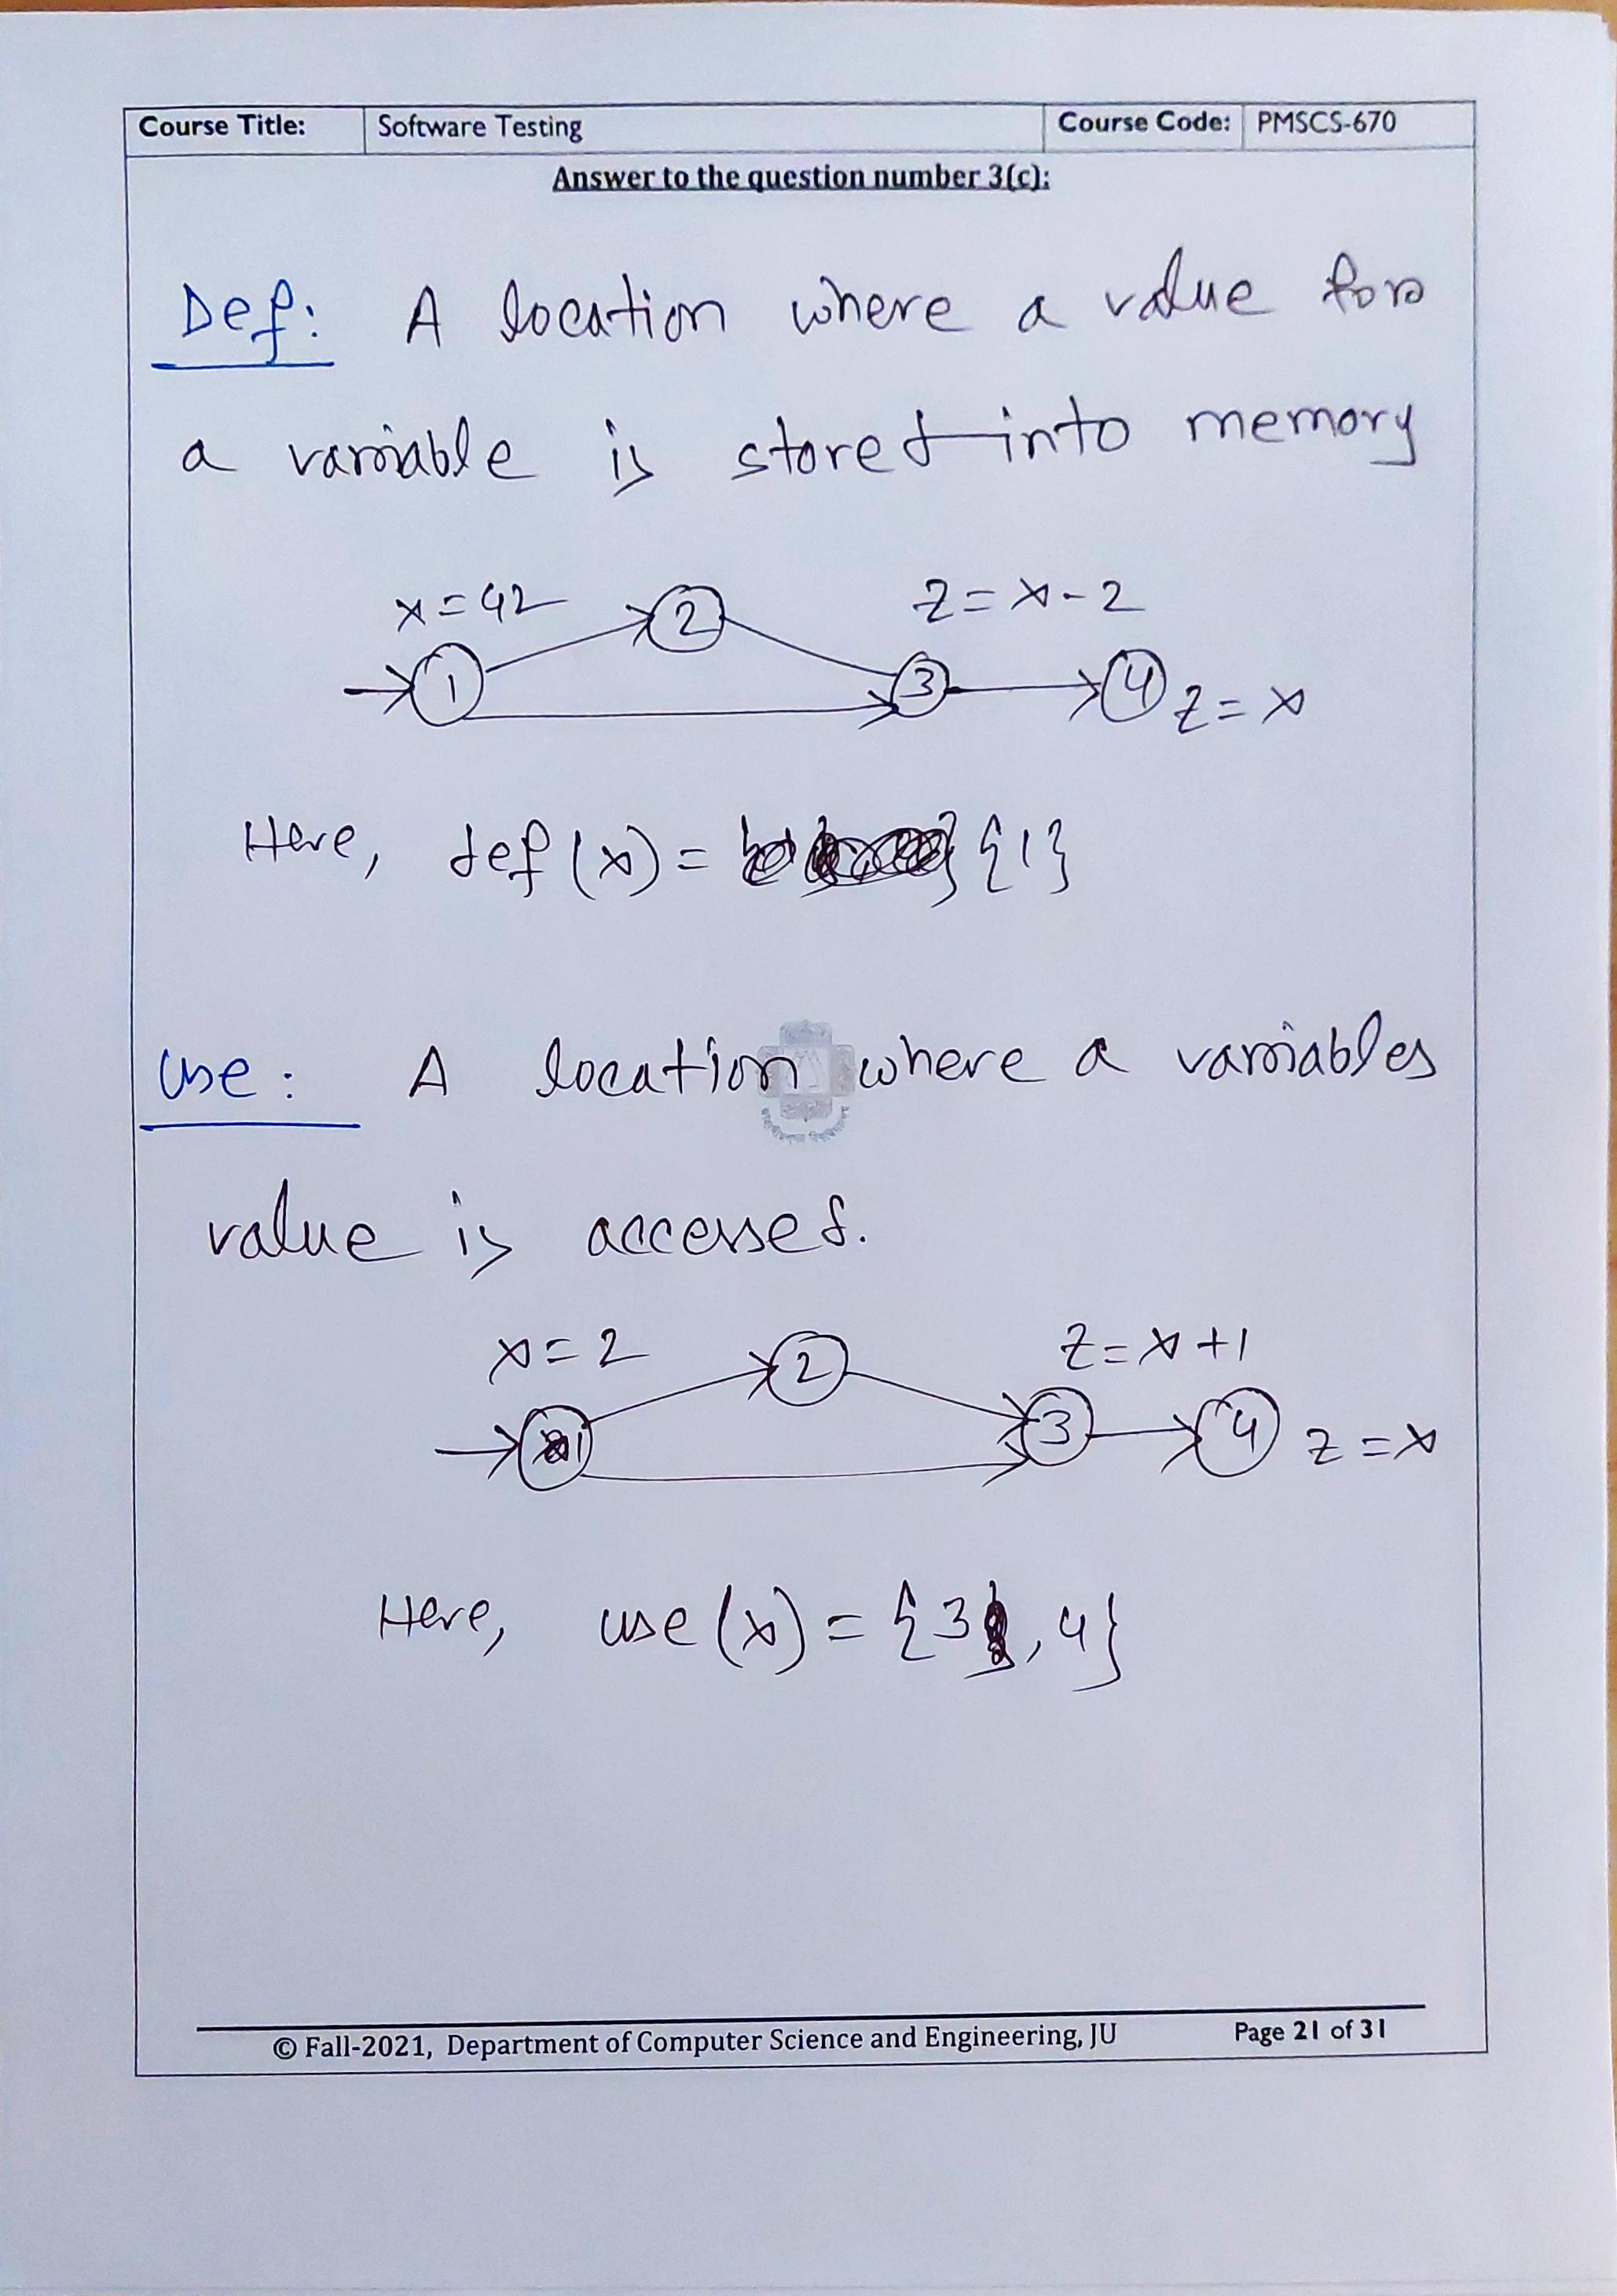 Course Title: Software Testing Course Code: PMSCS-670
Answer to the question number 3(c):
Def: A location where a value for
a variable is stored into memory
x=42 2 z=x-2
1 3 4 z=x
Here, def(x)= {1}
Use: A location where a variables
value is accessed.
x=2 2 z=x+1
1 3 4 z=x
Here, use(x)={3,4}
© Fall-2021, Department of Computer Science and Engineering, JU Page 21 of 31